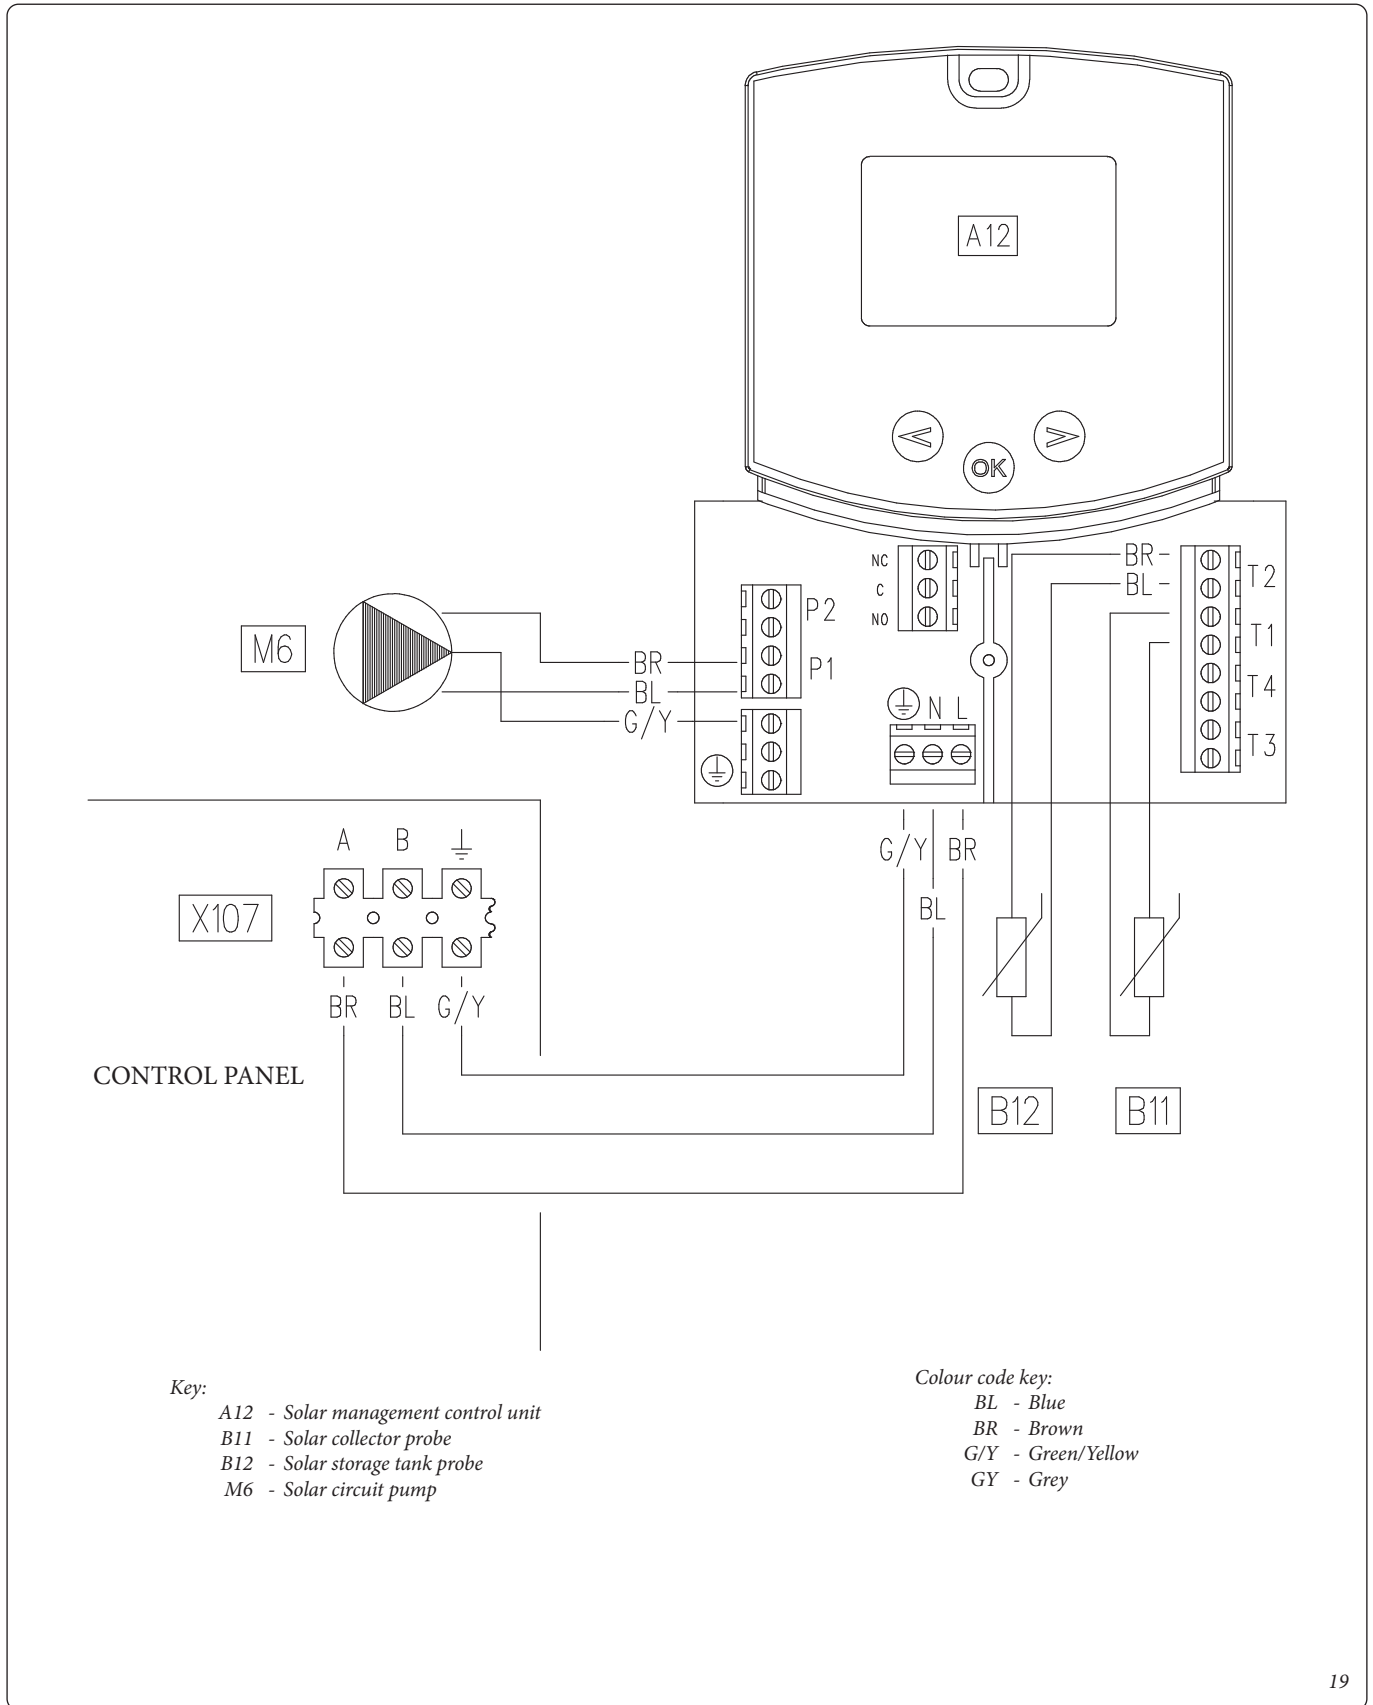 A12
< >
OK
NC
C
NO
BR
BL
T2
T1
T4
T3
P2
P1
M6
BR
BL
G/Y
N L
A B
G/Y BR
BL
X107
BR BL G/Y
CONTROL PANEL
B12 B11
Key:
A12 - Solar management control unit
B11 - Solar collector probe
B12 - Solar storage tank probe
M6 - Solar circuit pump
Colour code key:
BL - Blue
BR - Brown
G/Y - Green/Yellow
GY - Grey
19